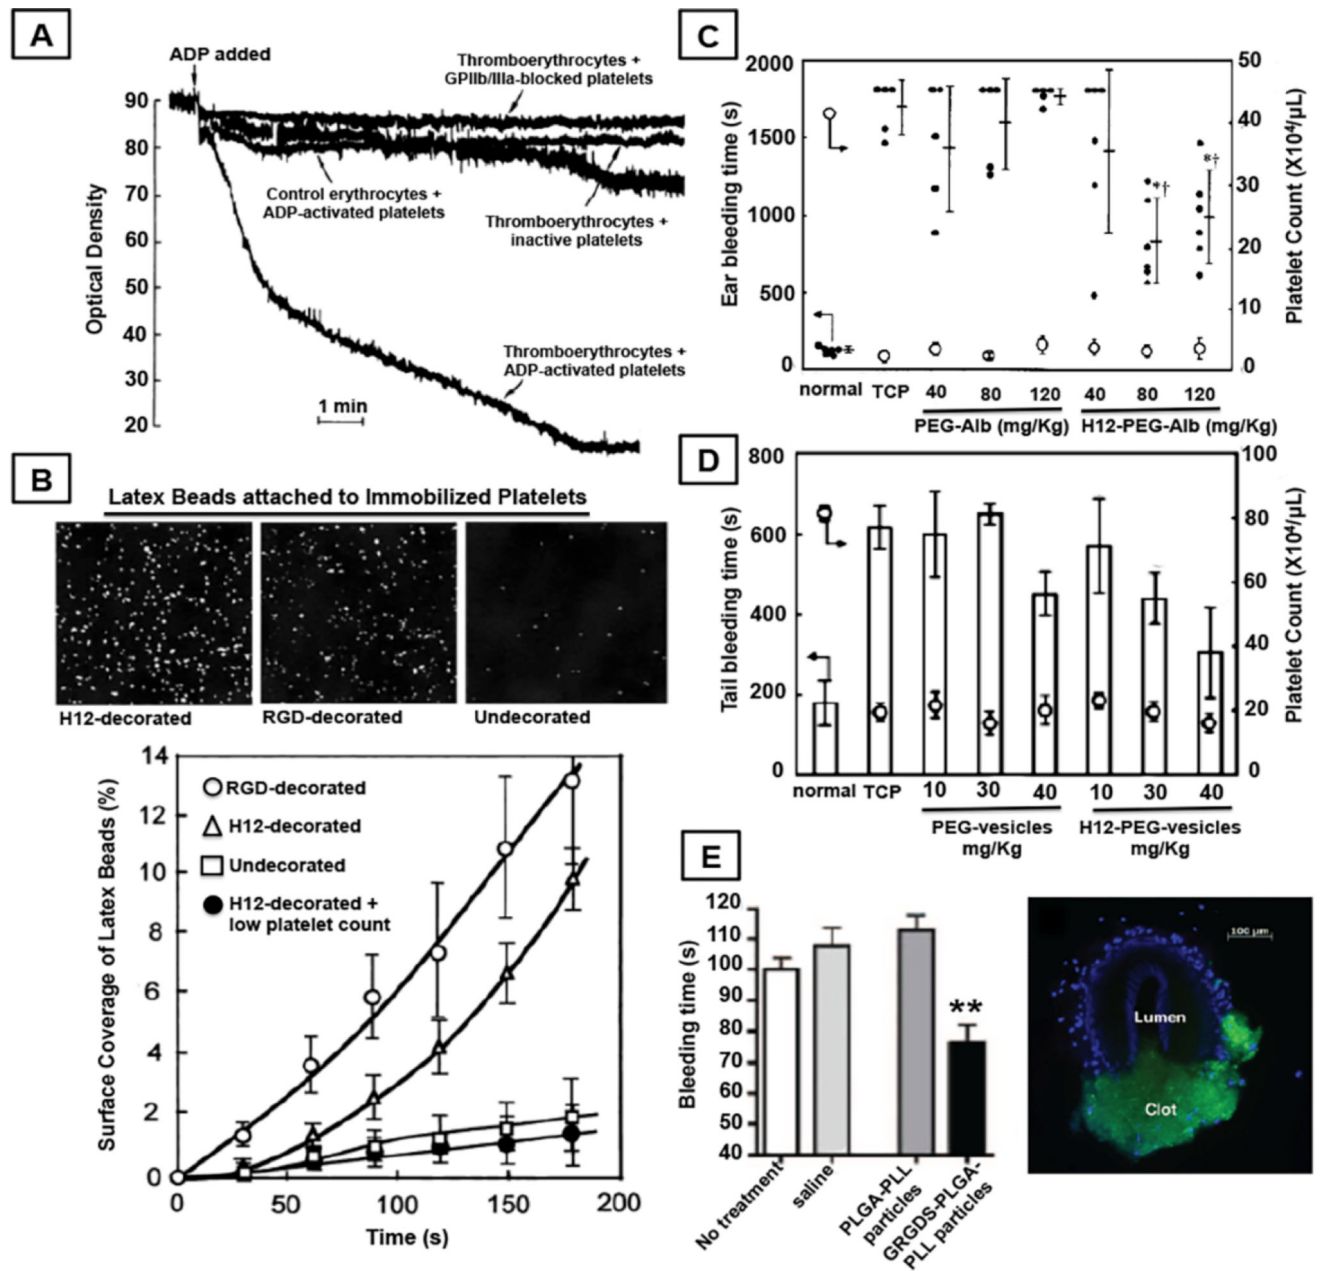 A
ADP added
Thromboerythrocytes +
GPIIb/IIIa-blocked platelets
Control erythrocytes +
ADP-activated platelets
Thromboerythrocytes +
inactive platelets
Thromboerythrocytes +
ADP-activated platelets
1 min
Optical Density
90
80
70
60
50
40
30
20
B
Latex Beads attached to Immobilized Platelets
H12-decorated
RGD-decorated
Undecorated
RGD-decorated
H12-decorated
Undecorated
H12-decorated +
low platelet count
Surface Coverage of Latex Beads (%)
14
12
10
8
6
4
2
0
0 50 100 150 200
Time (s)
C
Ear bleeding time (s)
2000
1500
1000
500
0
Platelet Count (X10⁴/µL)
50
40
30
20
10
0
*†
*†
normal TCP 40 80 120 40 80 120
PEG-Alb (mg/Kg) H12-PEG-Alb (mg/Kg)
D
Tail bleeding time (s)
800
600
400
200
0
Platelet Count (X10⁴/µL)
100
80
60
40
20
0
normal TCP 10 30 40 10 30 40
PEG-vesicles
mg/Kg
H12-PEG-vesicles
mg/Kg
E
Bleeding time (s)
120
110
100
90
80
70
60
50
40
**
No treatment
saline
PLGA-PLL
particles
GRGDS-PLGA-
PLL particles
100 µm
Lumen
Clot